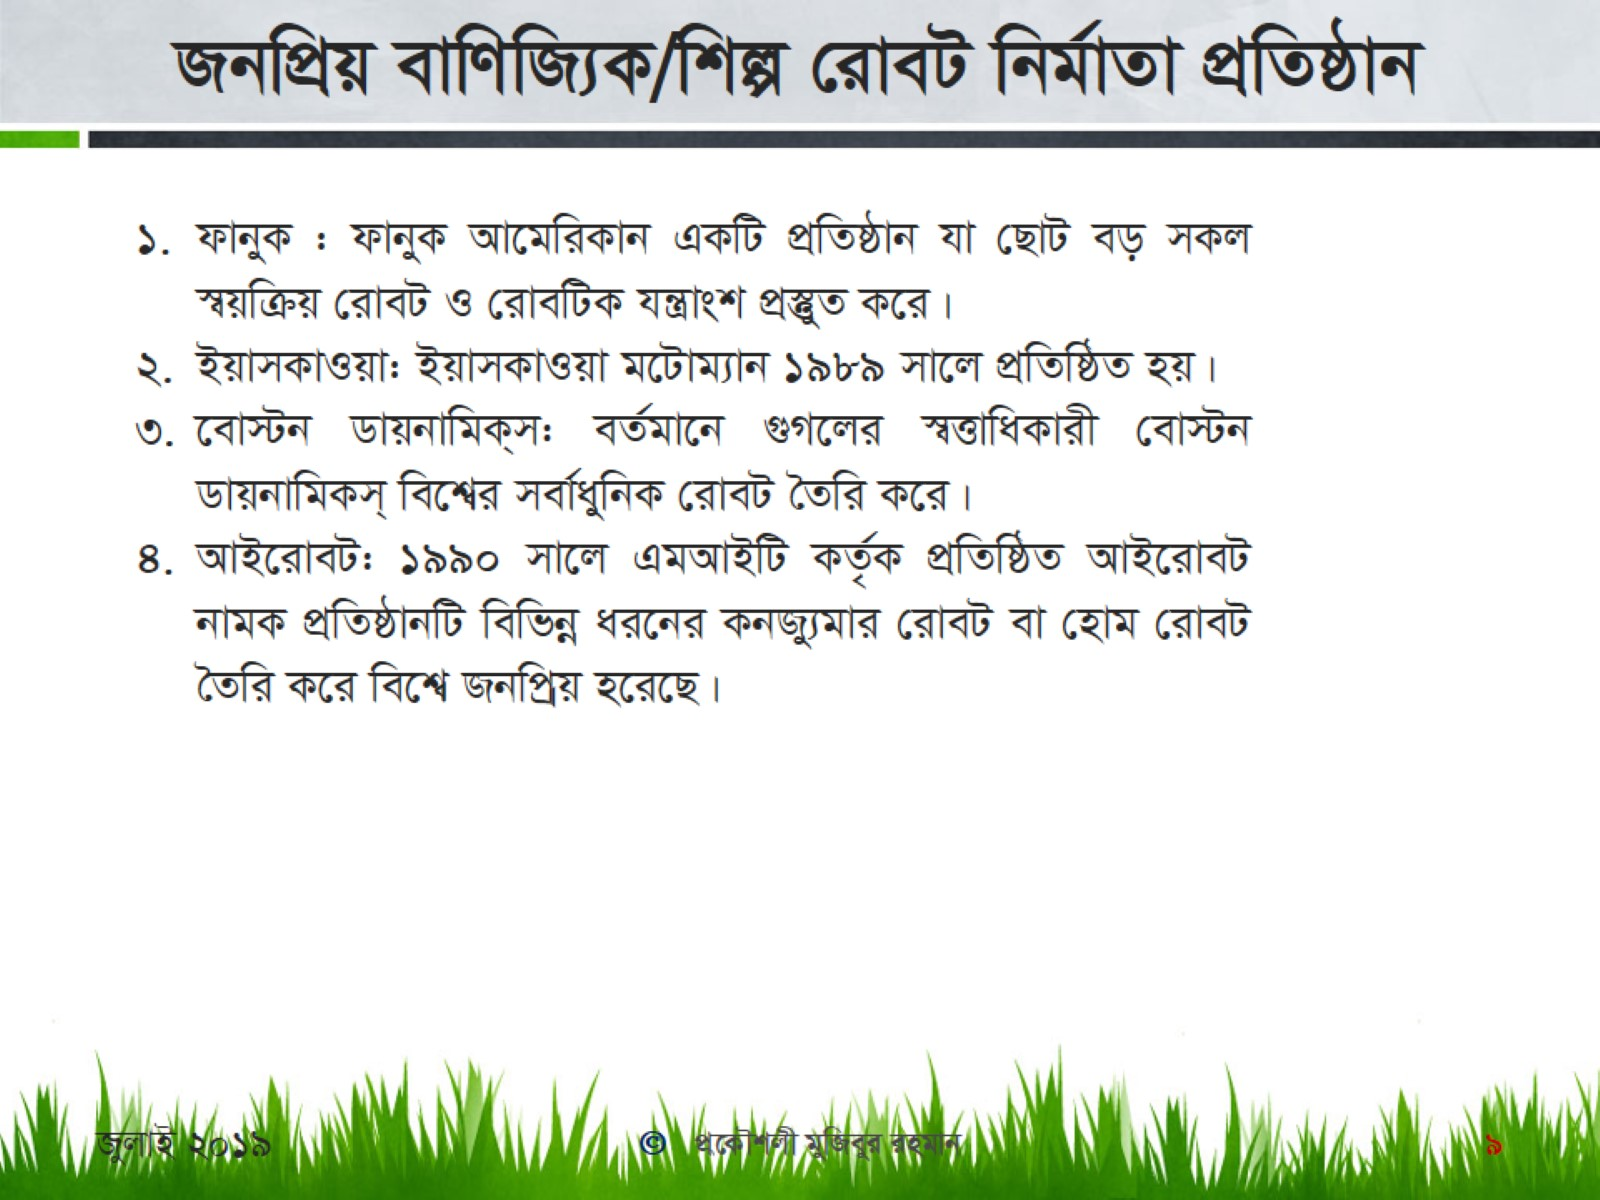 জনপ্রিয় বাণিজ্যিক/শিল্প রোবট নির্মাতা প্রতিষ্ঠান
১. ফানুক : ফানুক আমেরিকান একটি প্রতিষ্ঠান যা ছোট বড় সকল
স্বয়ক্রিয় রোবট ও রোবটিক যন্ত্রাংশ প্রস্তুত করে।
২. ইয়াসকাওয়া: ইয়াসকাওয়া মটোম্যান ১৯৮৯ সালে প্রতিষ্ঠিত হয়।
৩. বোস্টন ডায়নামিক্‌স: বর্তমানে গুগলের স্বত্তাধিকারী বোস্টন
ডায়নামিকস্ বিশ্বের সর্বাধুনিক রোবট তৈরি করে।
৪. আইরোবট: ১৯৯০ সালে এমআইটি কর্তৃক প্রতিষ্ঠিত আইরোবট
নামক প্রতিষ্ঠানটি বিভিন্ন ধরনের কনজ্যুমার রোবট বা হোম রোবট
তৈরি করে বিশ্বে জনপ্রিয় হরেছে।
জুলাই ২০১৯ © প্রকৌশলী মুজিবুর রহমান ৯